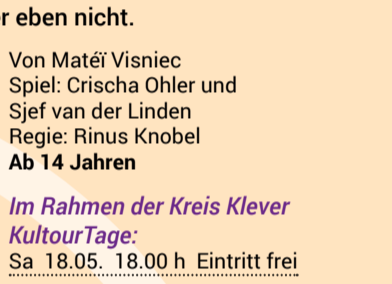 r eben nicht.
Von Matéï Visniec
Spiel: Crischa Ohler und
Sjef van der Linden
Regie: Rinus Knobel
Ab 14 Jahren
Im Rahmen der Kreis Klever
KultourTage:
Sa 18.05. 18.00 h Eintritt frei